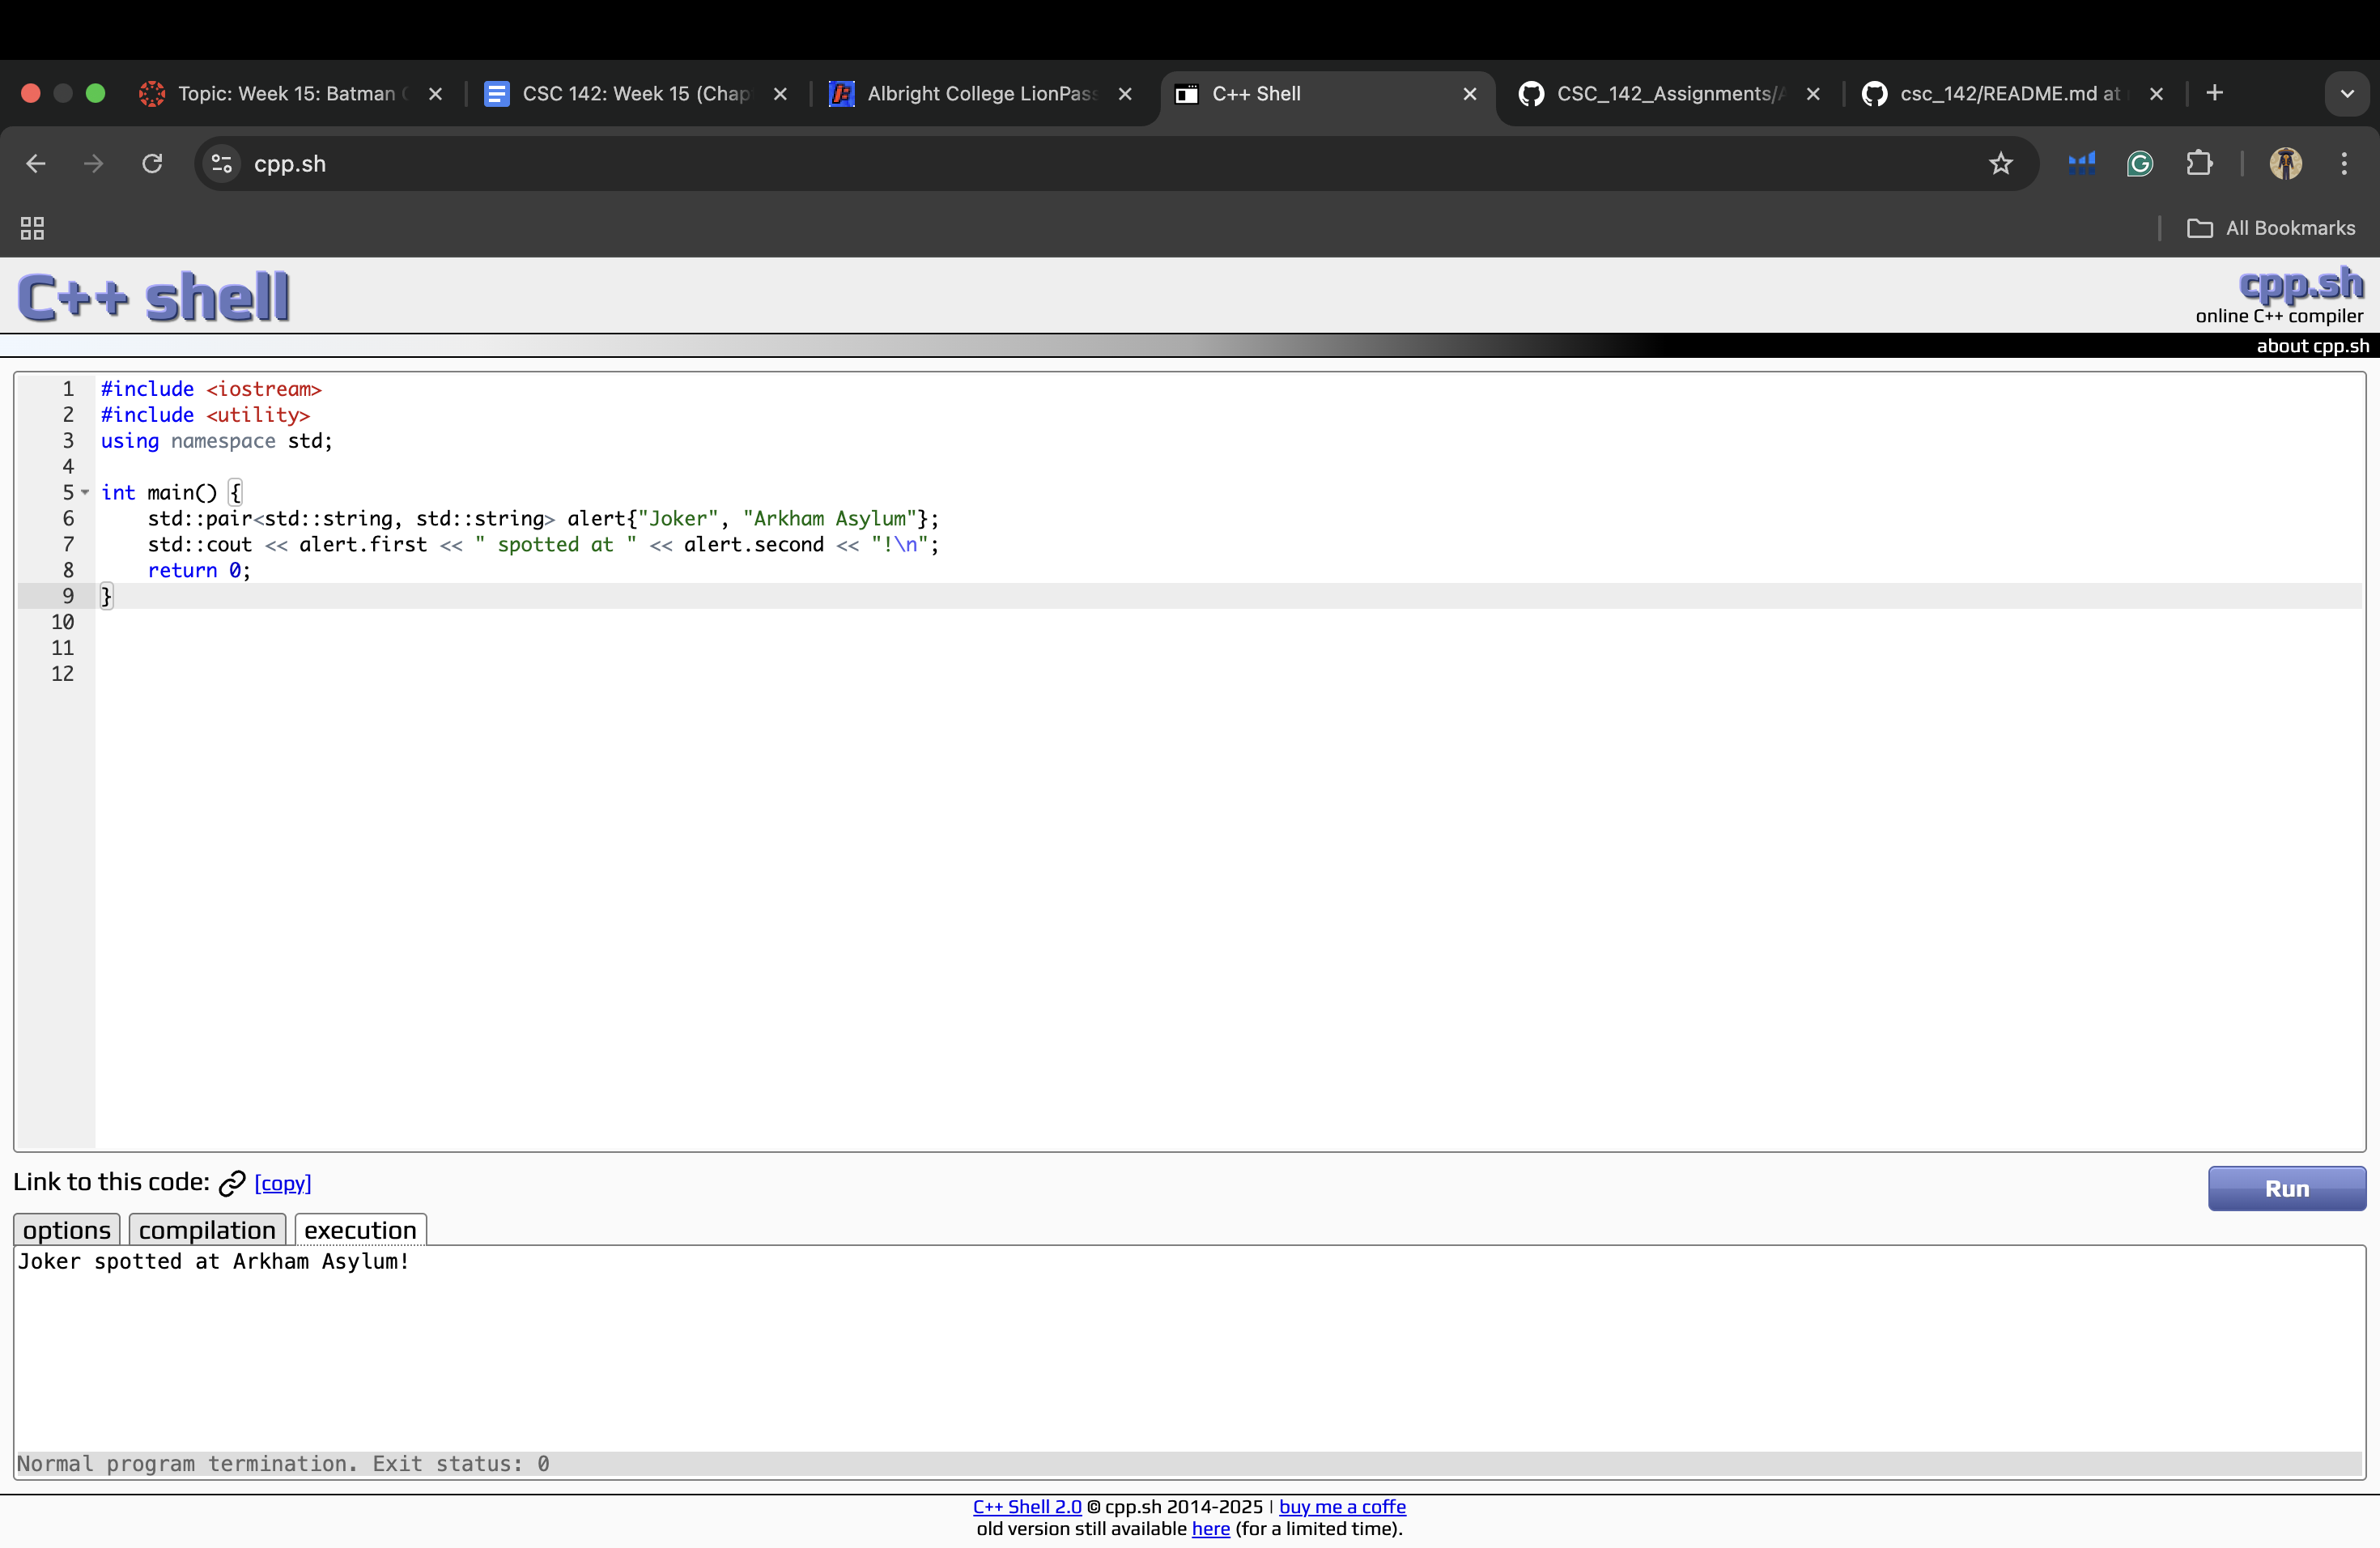 Topic: Week 15: Batman
CSC 142: Week 15 (Chap
Albright College LionPass
C++ Shell
CSC_142_Assignments/A
csc_142/README.md at
cpp.sh
All Bookmarks
C++ shell
cpp.sh
online C++ compiler
about cpp.sh
1 #include <iostream>
2 #include <utility>
3 using namespace std;
4
5 int main() {
6     std::pair<std::string, std::string> alert{"Joker", "Arkham Asylum"};
7     std::cout << alert.first << " spotted at " << alert.second << "!\n";
8     return 0;
9 }
10
11
12
Link to this code: [copy]
Run
options compilation execution
Joker spotted at Arkham Asylum!
Normal program termination. Exit status: 0
C++ Shell 2.0 © cpp.sh 2014-2025 | buy me a coffe
old version still available here (for a limited time).